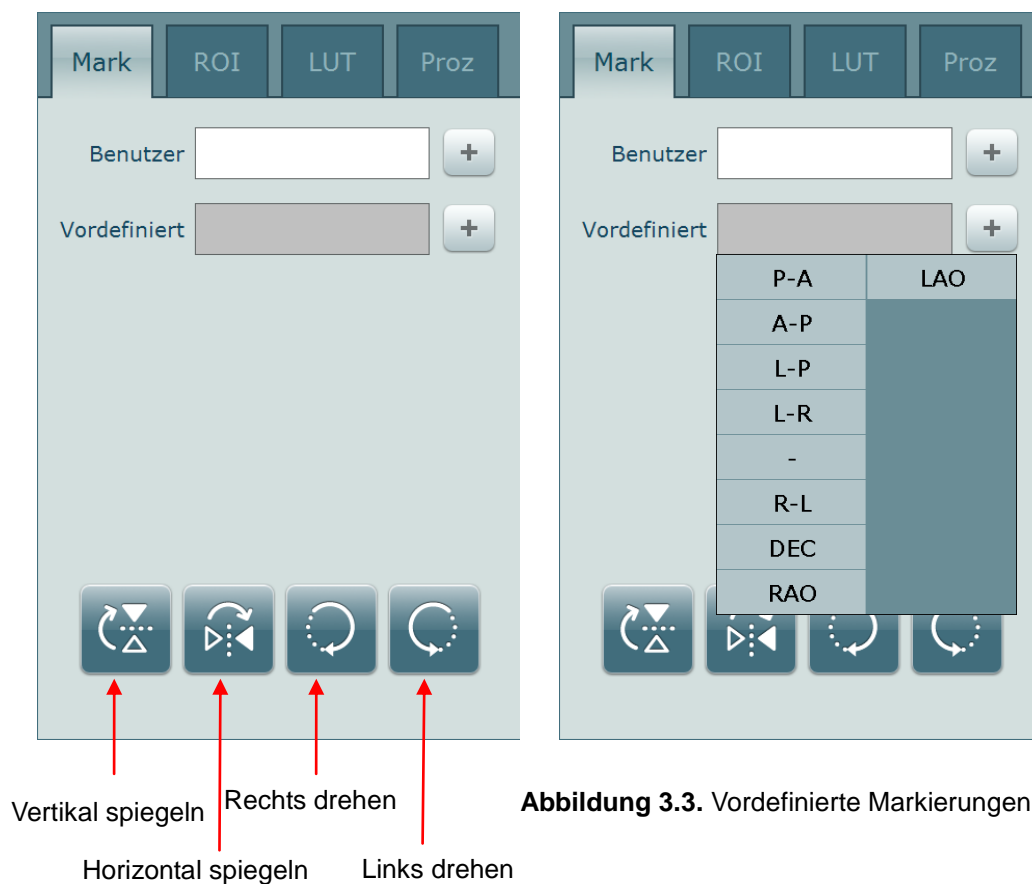 Mark ROI LUT Proz
Benutzer +
Vordefiniert +
Vertikal spiegeln
Rechts drehen
Horizontal spiegeln
Links drehen
Mark ROI LUT Proz
Benutzer +
Vordefiniert +
P-A LAO
A-P
L-P
L-R
-
R-L
DEC
RAO
Abbildung 3.3. Vordefinierte Markierungen